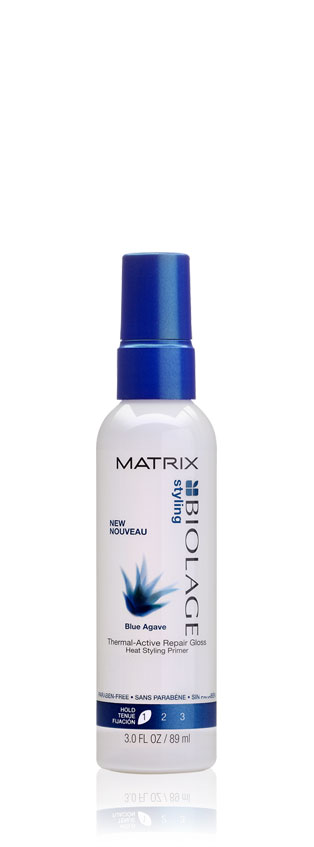 MATRIX
BIOLAGE
styling
NEW
NOUVEAU
Blue Agave
Thermal-Active Repair Gloss
Heat Styling Primer
PARABEN-FREE • SANS PARABÈNE • SIN
HOLD
TENUE
FIJACIÓN
1 2 3
3.0 FL OZ / 89 ml